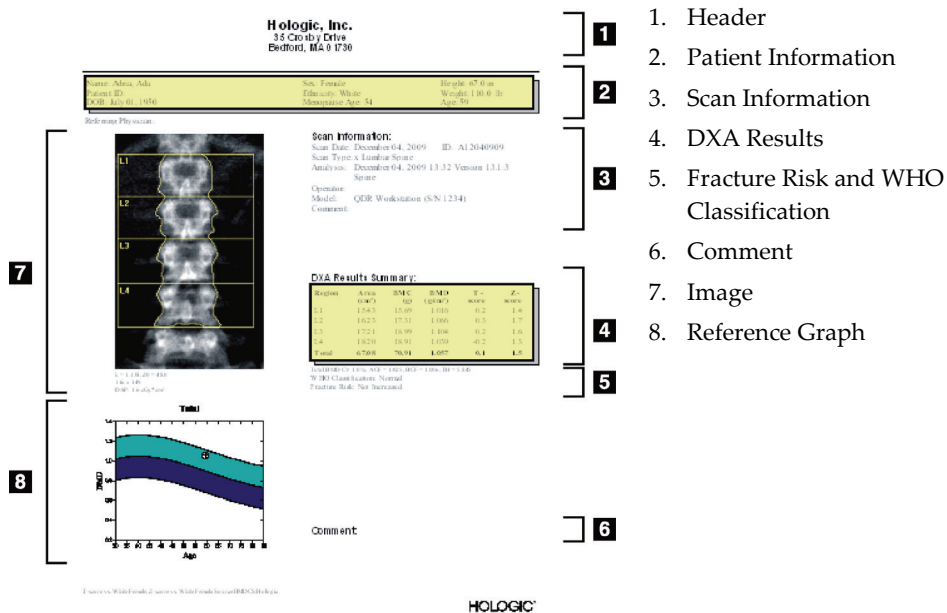 Hologic, Inc.
35 Crosby Drive
Bedford, MA 01730
1
2
Name: Adna, Ada
Patient ID:
DOB: July 01, 1950
Sex: Female
Ethnicity: White
Menopause Age: 54
Height: 67.0 in
Weight: 110.0 lb
Age: 59
Referring Physician:
7
L1
L2
L3
L4
3
Scan Information:
Scan Date: December 04, 2009 ID: A12040909
Scan Type: x Lumbar Spine
Analysis: December 04, 2009 13:32 Version 13.1:3
Spine
Operator:
Model: QDR Workstation (S/N 1234)
Comment:
4
DXA Results Summary:
Region Area (cm²) BMC (g) BMD (g/cm²) T - score Z - score
L1 15.43 15.69 1.016 0.2 1.4
L2 16.25 17.31 1.066 0.3 1.7
L3 17.21 18.99 1.104 0.2 1.6
L4 18.20 18.91 1.039 -0.2 1.5
Total 67.08 70.91 1.057 0.1 1.5
5
WHO Classification: Normal
Fracture Risk: Not Increased
8
Total
BMD
Age
6
Comment:
HOLOGIC
1. Header
2. Patient Information
3. Scan Information
4. DXA Results
5. Fracture Risk and WHO
Classification
6. Comment
7. Image
8. Reference Graph